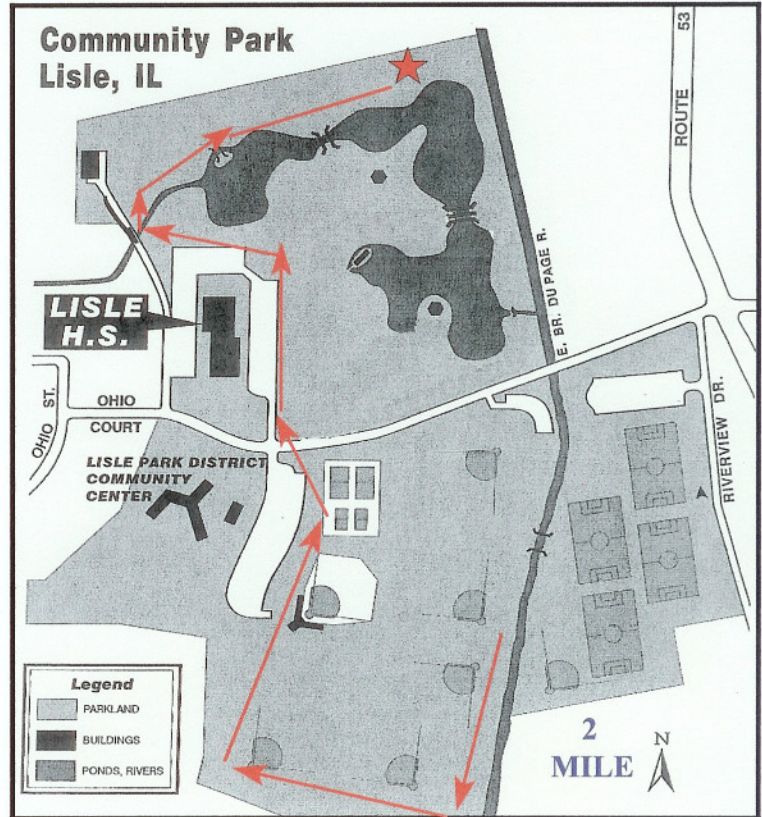 Community Park
Lisle, IL
ROUTE 53
E. BR. DU PAGE R.
LISLE
H.S.
OHIO ST.
OHIO
COURT
RIVERVIEW DR.
LISLE PARK DISTRICT
COMMUNITY
CENTER
Legend
PARKLAND
BUILDINGS
PONDS, RIVERS
2
MILE
N